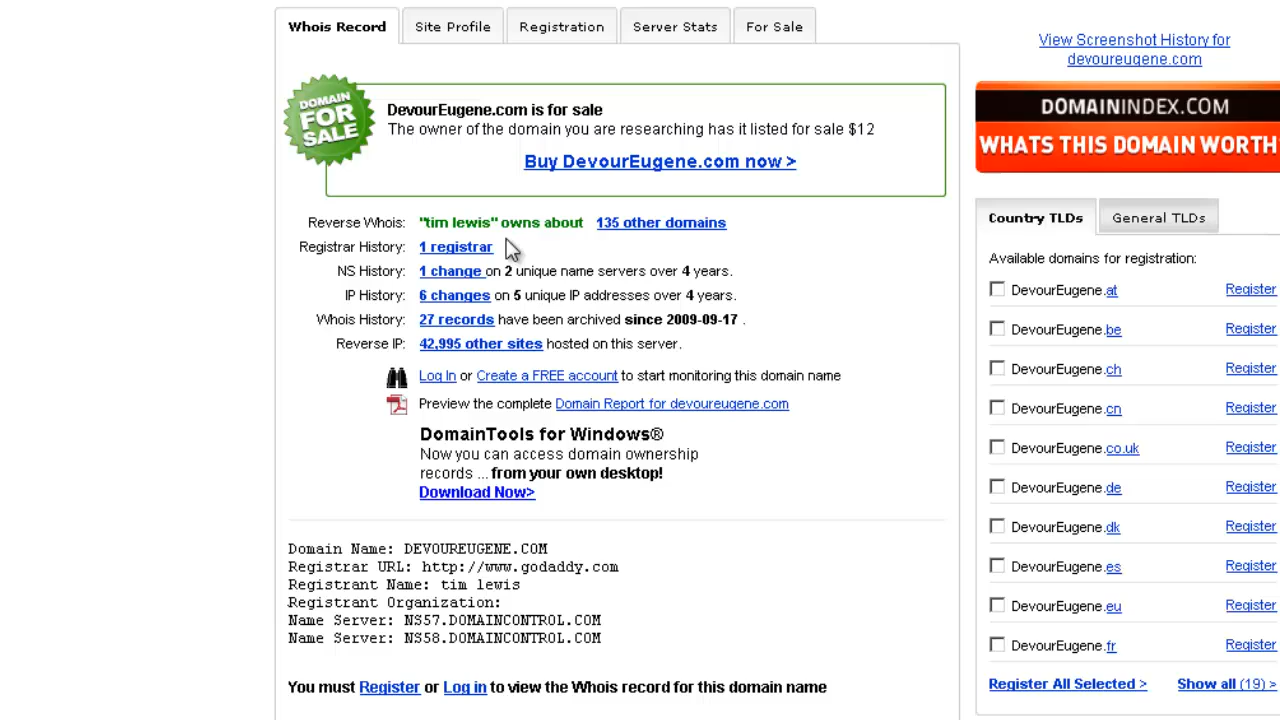 Whois Record
Site Profile
Registration
Server Stats
For Sale
View Screenshot History for
devoureugene.com
DOMAIN
FOR
SALE
DevourEugene.com is for sale
The owner of the domain you are researching has it listed for sale $12
Buy DevourEugene.com now >
DOMAININDEX.COM
WHATS THIS DOMAIN WORTH
Reverse Whois: "tim lewis" owns about 135 other domains
Registrar History: 1 registrar
NS History: 1 change on 2 unique name servers over 4 years.
IP History: 6 changes on 5 unique IP addresses over 4 years.
Whois History: 27 records have been archived since 2009-09-17 .
Reverse IP: 42,995 other sites hosted on this server.
Log In or Create a FREE account to start monitoring this domain name
Preview the complete Domain Report for devoureugene.com
DomainTools for Windows®
Now you can access domain ownership
records ... from your own desktop!
Download Now>
Domain Name: DEVOUREUGENE.COM
Registrar URL: http://www.godaddy.com
Registrant Name: tim lewis
Registrant Organization:
Name Server: NS57.DOMAINCONTROL.COM
Name Server: NS58.DOMAINCONTROL.COM
You must Register or Log in to view the Whois record for this domain name
Country TLDs
General TLDs
Available domains for registration:
DevourEugene.at Register
DevourEugene.be Register
DevourEugene.ch Register
DevourEugene.cn Register
DevourEugene.co.uk Register
DevourEugene.de Register
DevourEugene.dk Register
DevourEugene.es Register
DevourEugene.eu Register
DevourEugene.fr Register
Register All Selected >
Show all (19) >